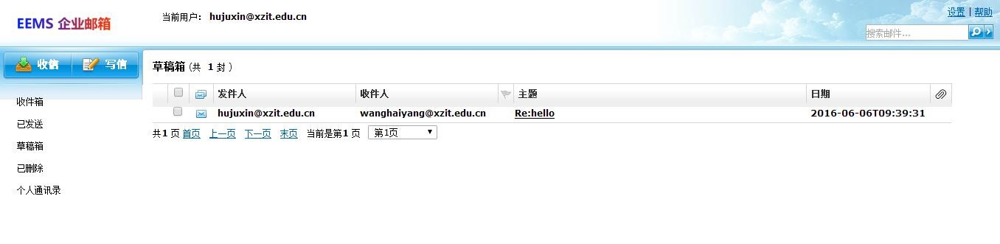 EEMS 企业邮箱
当前用户： hujuxin@xzit.edu.cn
设置 | 帮助
搜索邮件...
收信 写信
草稿箱 (共 1 封 )
发件人 收件人 主题 日期
hujuxin@xzit.edu.cn wanghaiyang@xzit.edu.cn Re:hello 2016-06-06T09:39:31
共1 页 首页 上一页 下一页 末页 当前是第1 页 第1页
收件箱
已发送
草稿箱
已删除
个人通讯录